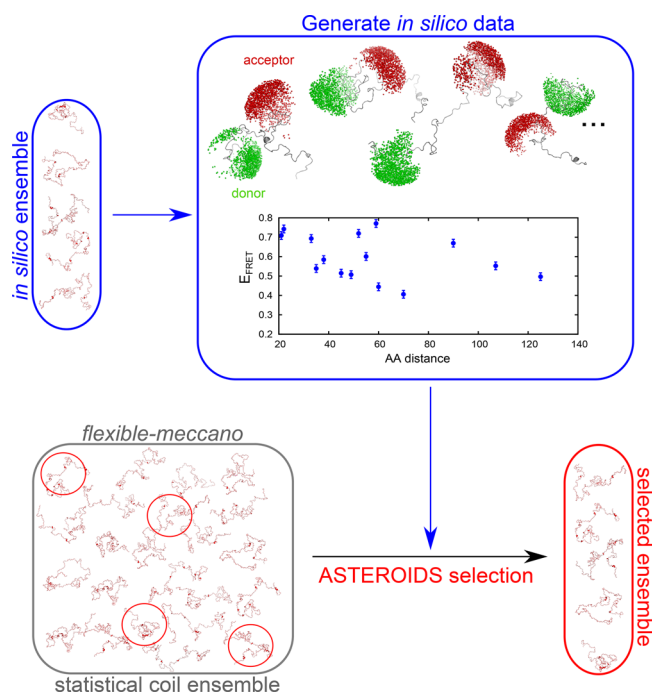 Generate in silico data
acceptor
donor
...
in silico ensemble
0.8
0.7
0.6
0.5
0.4
0.3
0.2
E_FRET
20 40 60 80 100 120 140
AA distance
flexible-meccano
statistical coil ensemble
ASTEROIDS selection
selected ensemble